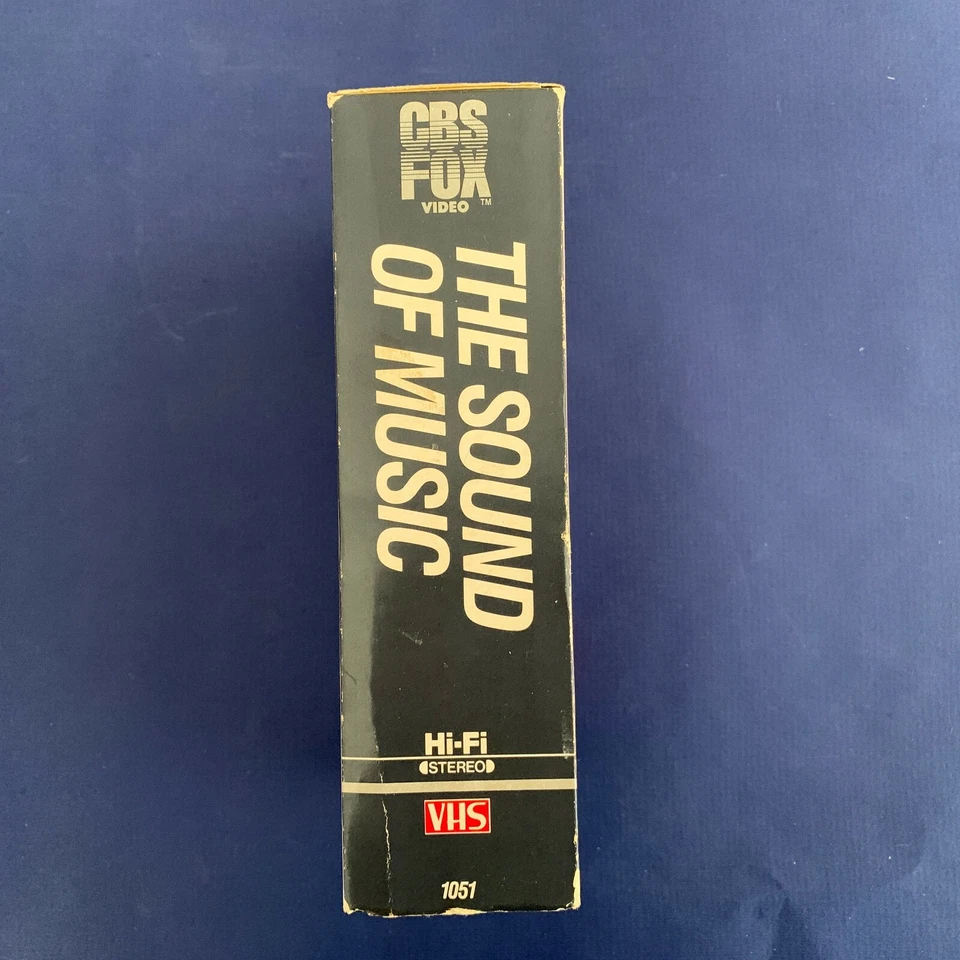 CBS
FOX
VIDEO ™
THE SOUND
OF MUSIC
Hi-Fi
STEREO
VHS
1051